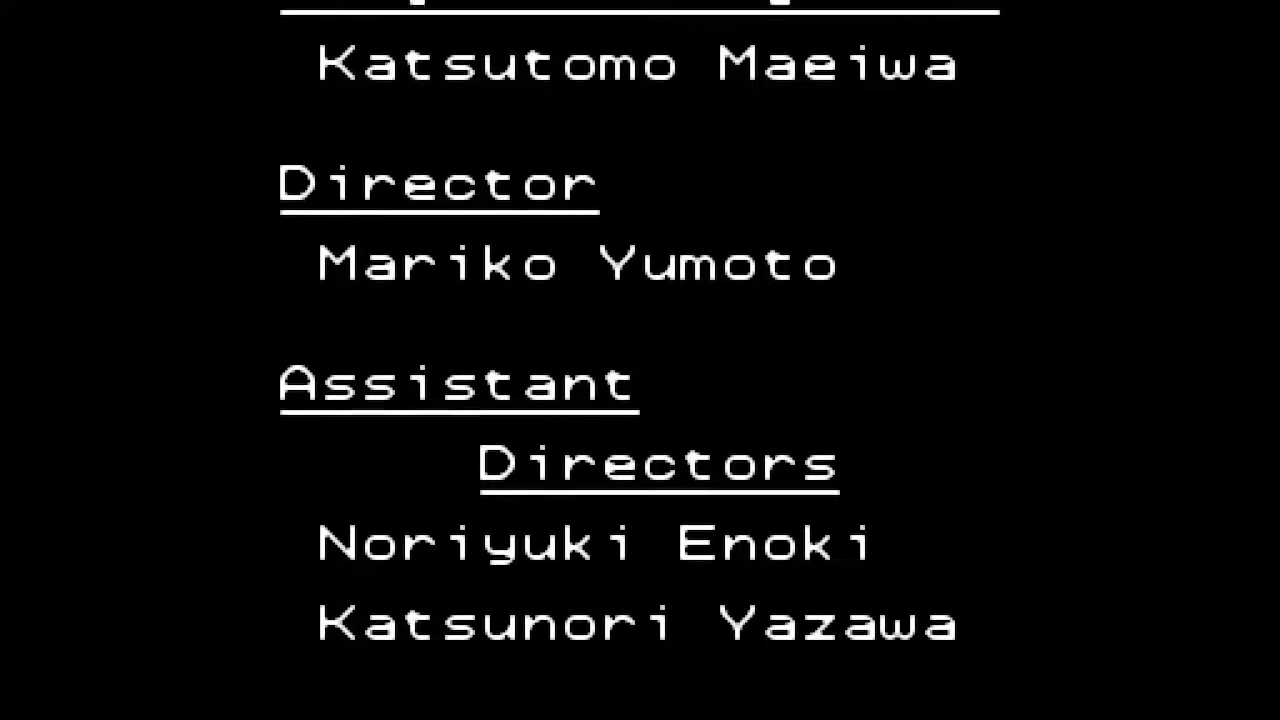 Katsutomo Maeiwa
Director
Mariko Yumoto
Assistant
Directors
Noriyuki Enoki
Katsunori Yazawa